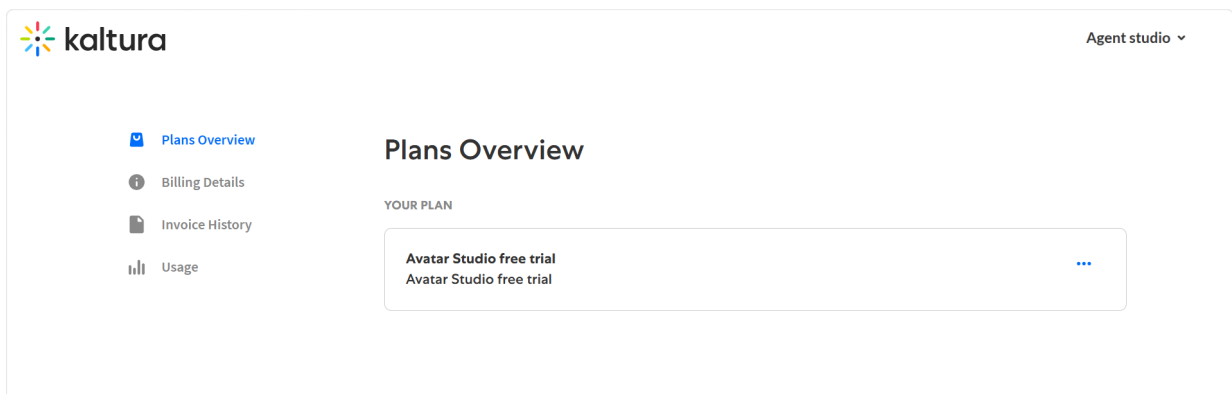 kaltura
Agent studio
Plans Overview
Billing Details
Invoice History
Usage
Plans Overview
YOUR PLAN
Avatar Studio free trial
Avatar Studio free trial